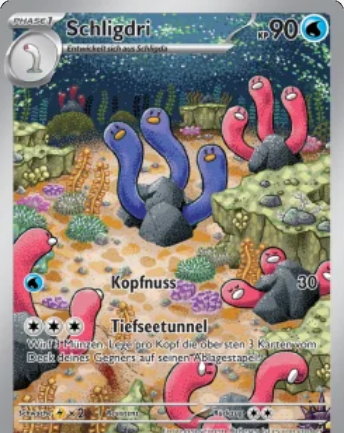 PHASE 1
Schligdri
KP 90
Entwickelt sich aus Schligda
Kopfnuss 30
Tiefseetunnel
Wirf 3 Münzen. Lege pro Kopf die obersten 3 Karten vom
Deck deines Gegners auf seinen Ablagestapel.
Schwäche ×2 Resistenz Rückzug